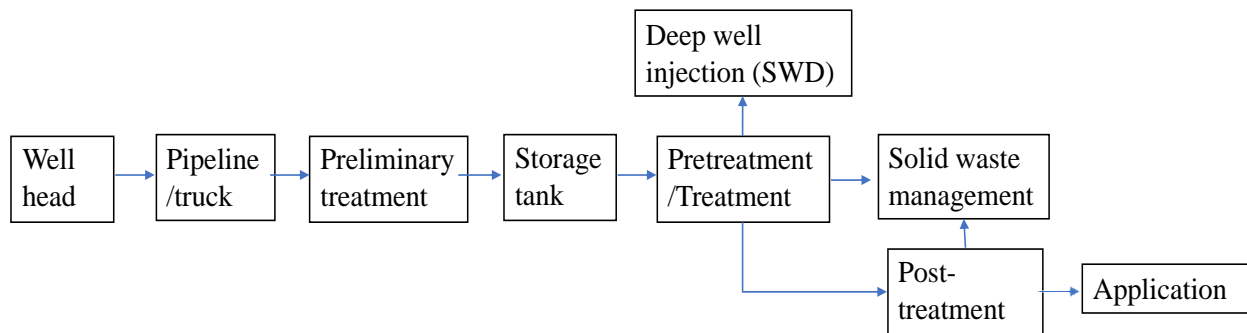 Deep well
injection (SWD)
Well
head
Pipeline
/truck
Preliminary
treatment
Storage
tank
Pretreatment
/Treatment
Solid waste
management
Post-
treatment
Application